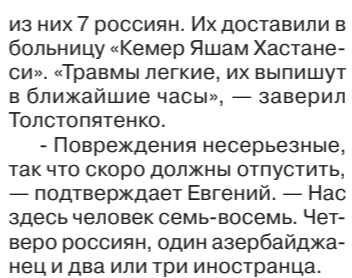 из них 7 россиян. Их доставили в
больницу «Кемер Яшам Хастане-
си». «Травмы легкие, их выпишут
в ближайшие часы», — заверил
Толстопятенко.
- Повреждения несерьезные,
так что скоро должны отпустить,
— подтверждает Евгений. — Нас
здесь человек семь-восемь. Чет-
веро россиян, один азербайджа-
нец и два или три иностранца.